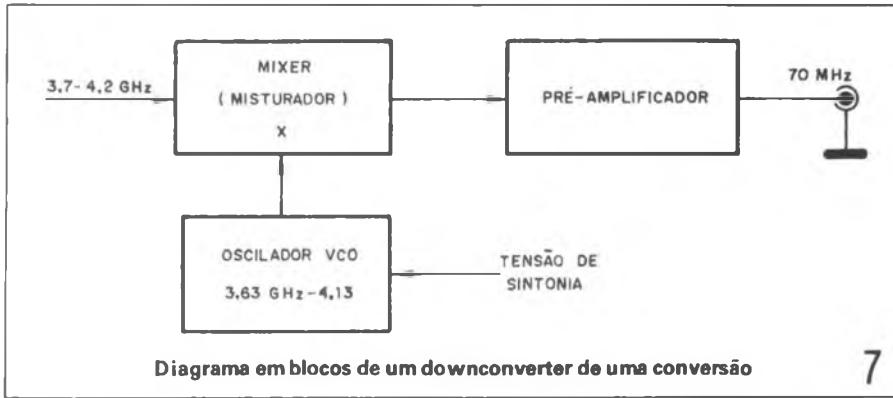 3,7-4,2 GHz
MIXER
( MISTURADOR )
X
PRÉ-AMPLIFICADOR
70 MHz
OSCILADOR VCO
3,63 GHz-4,13
TENSÃO DE
SINTONIA
Diagrama em blocos de um downconverter de uma conversão
7